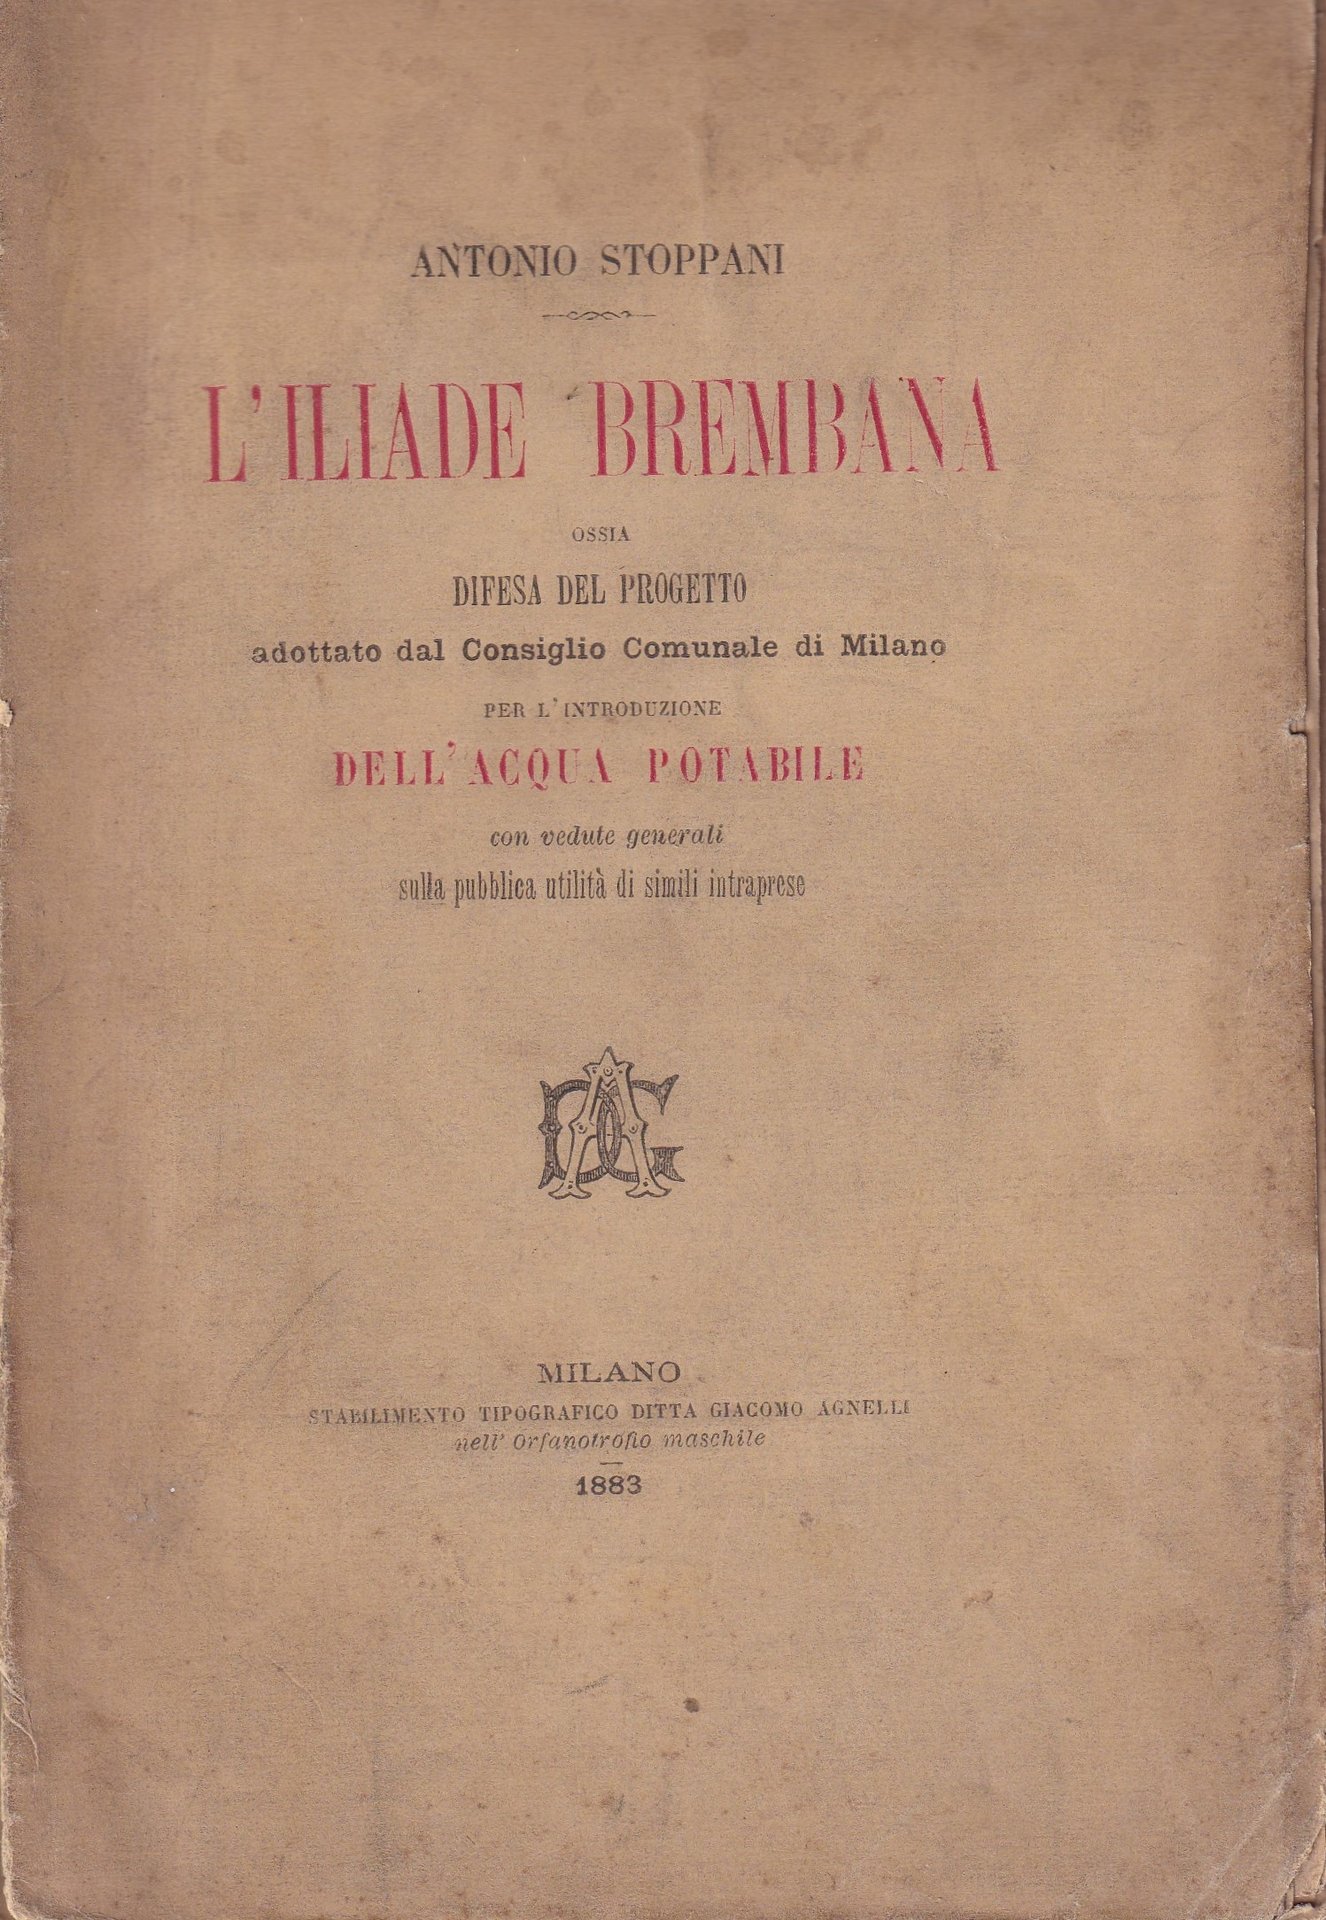 ANTONIO STOPPANI
L'ILIADE BREMBANA
OSSIA
DIFESA DEL PROGETTO
adottato dal Consiglio Comunale di Milano
PER L'INTRODUZIONE
DELL'ACQUA POTABILE
con vedute generali
sulla pubblica utilità di simili intraprese
MILANO
STABILIMENTO TIPOGRAFICO DITTA GIACOMO AGNELLI
nell' Orfanotrofio maschile
1883